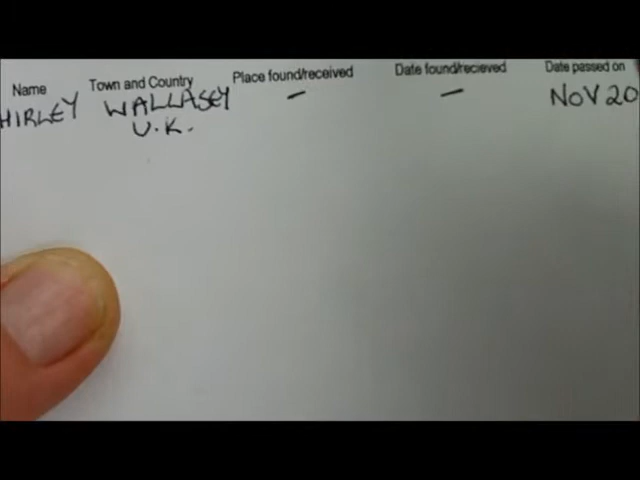 Name Town and Country Place found/received Date found/recieved Date passed on
HIRLEY WALLASEY — — NOV 20
U.K.